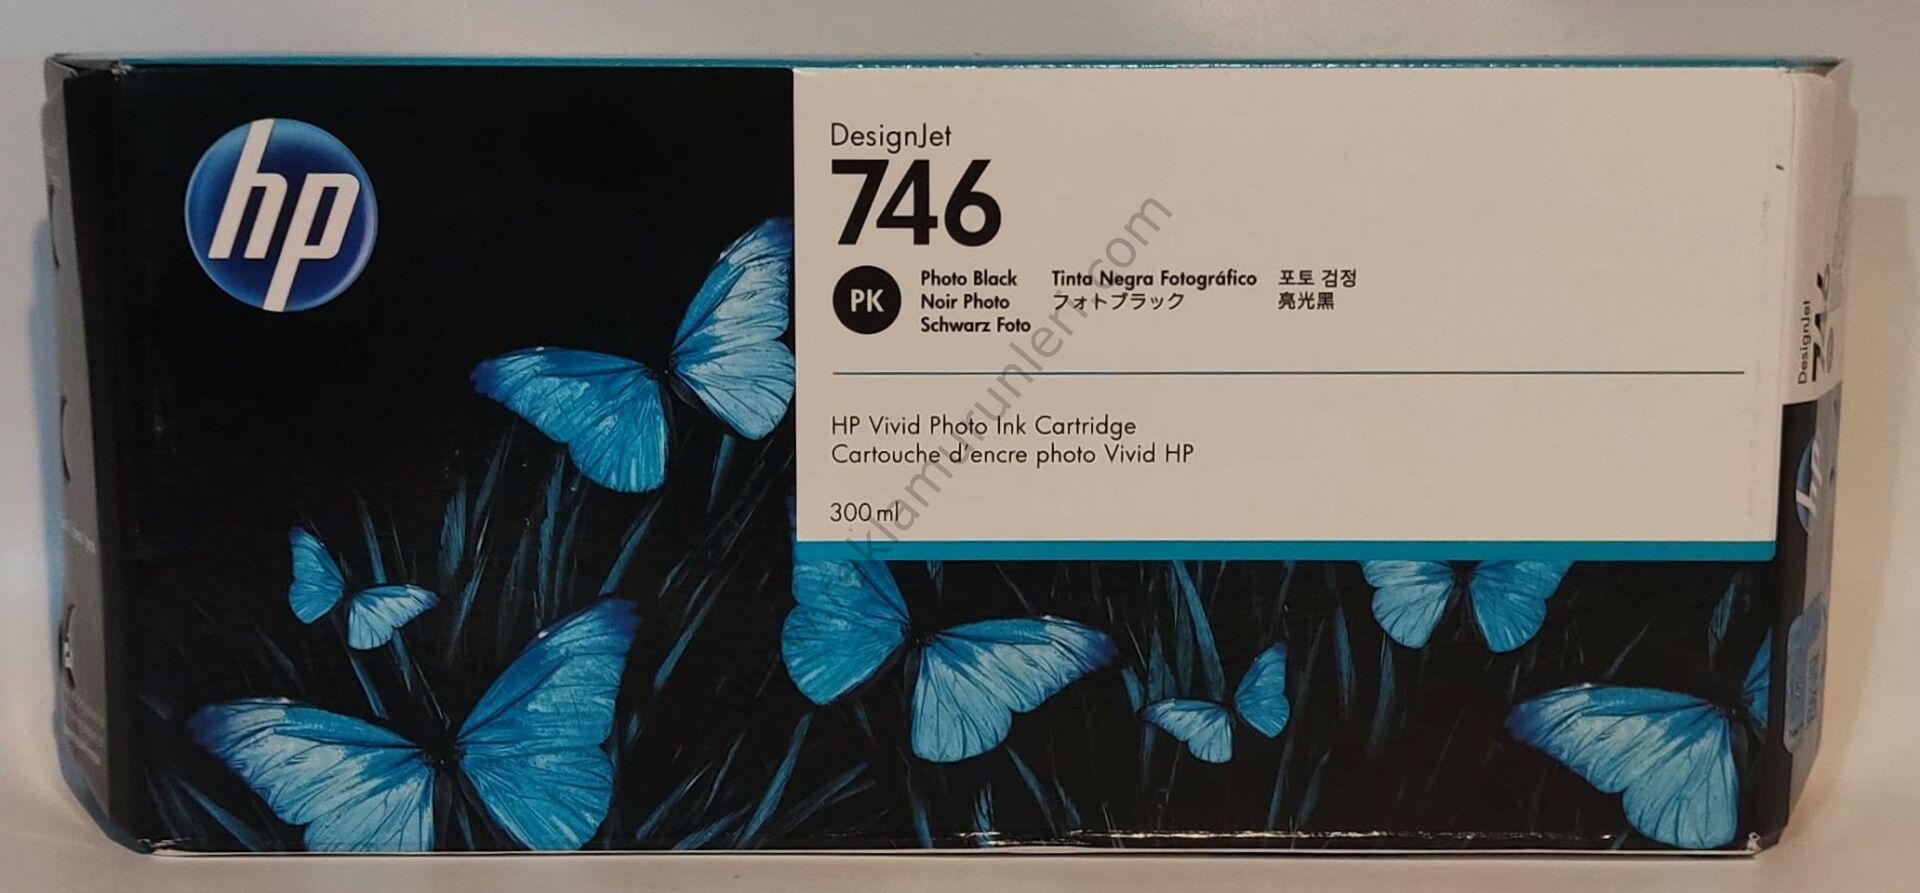 hp
DesignJet
746
PK
Photo Black Tinta Negra Fotográfico 포토 검정
Noir Photo フォトブラック 亮光黑
Schwarz Foto
HP Vivid Photo Ink Cartridge
Cartouche d'encre photo Vivid HP
300 ml
DesignJet
746
hp